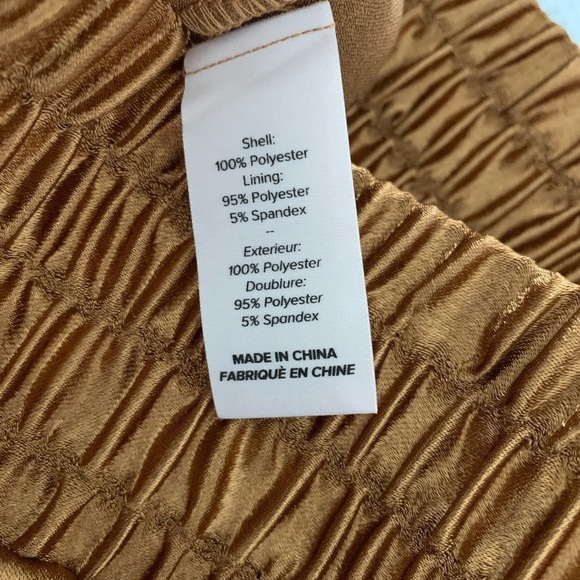 Shell:
100% Polyester
Lining:
95% Polyester
5% Spandex
--
Exterieur:
100% Polyester
Doublure:
95% Polyester
5% Spandex
MADE IN CHINA
FABRIQUÈ EN CHINE